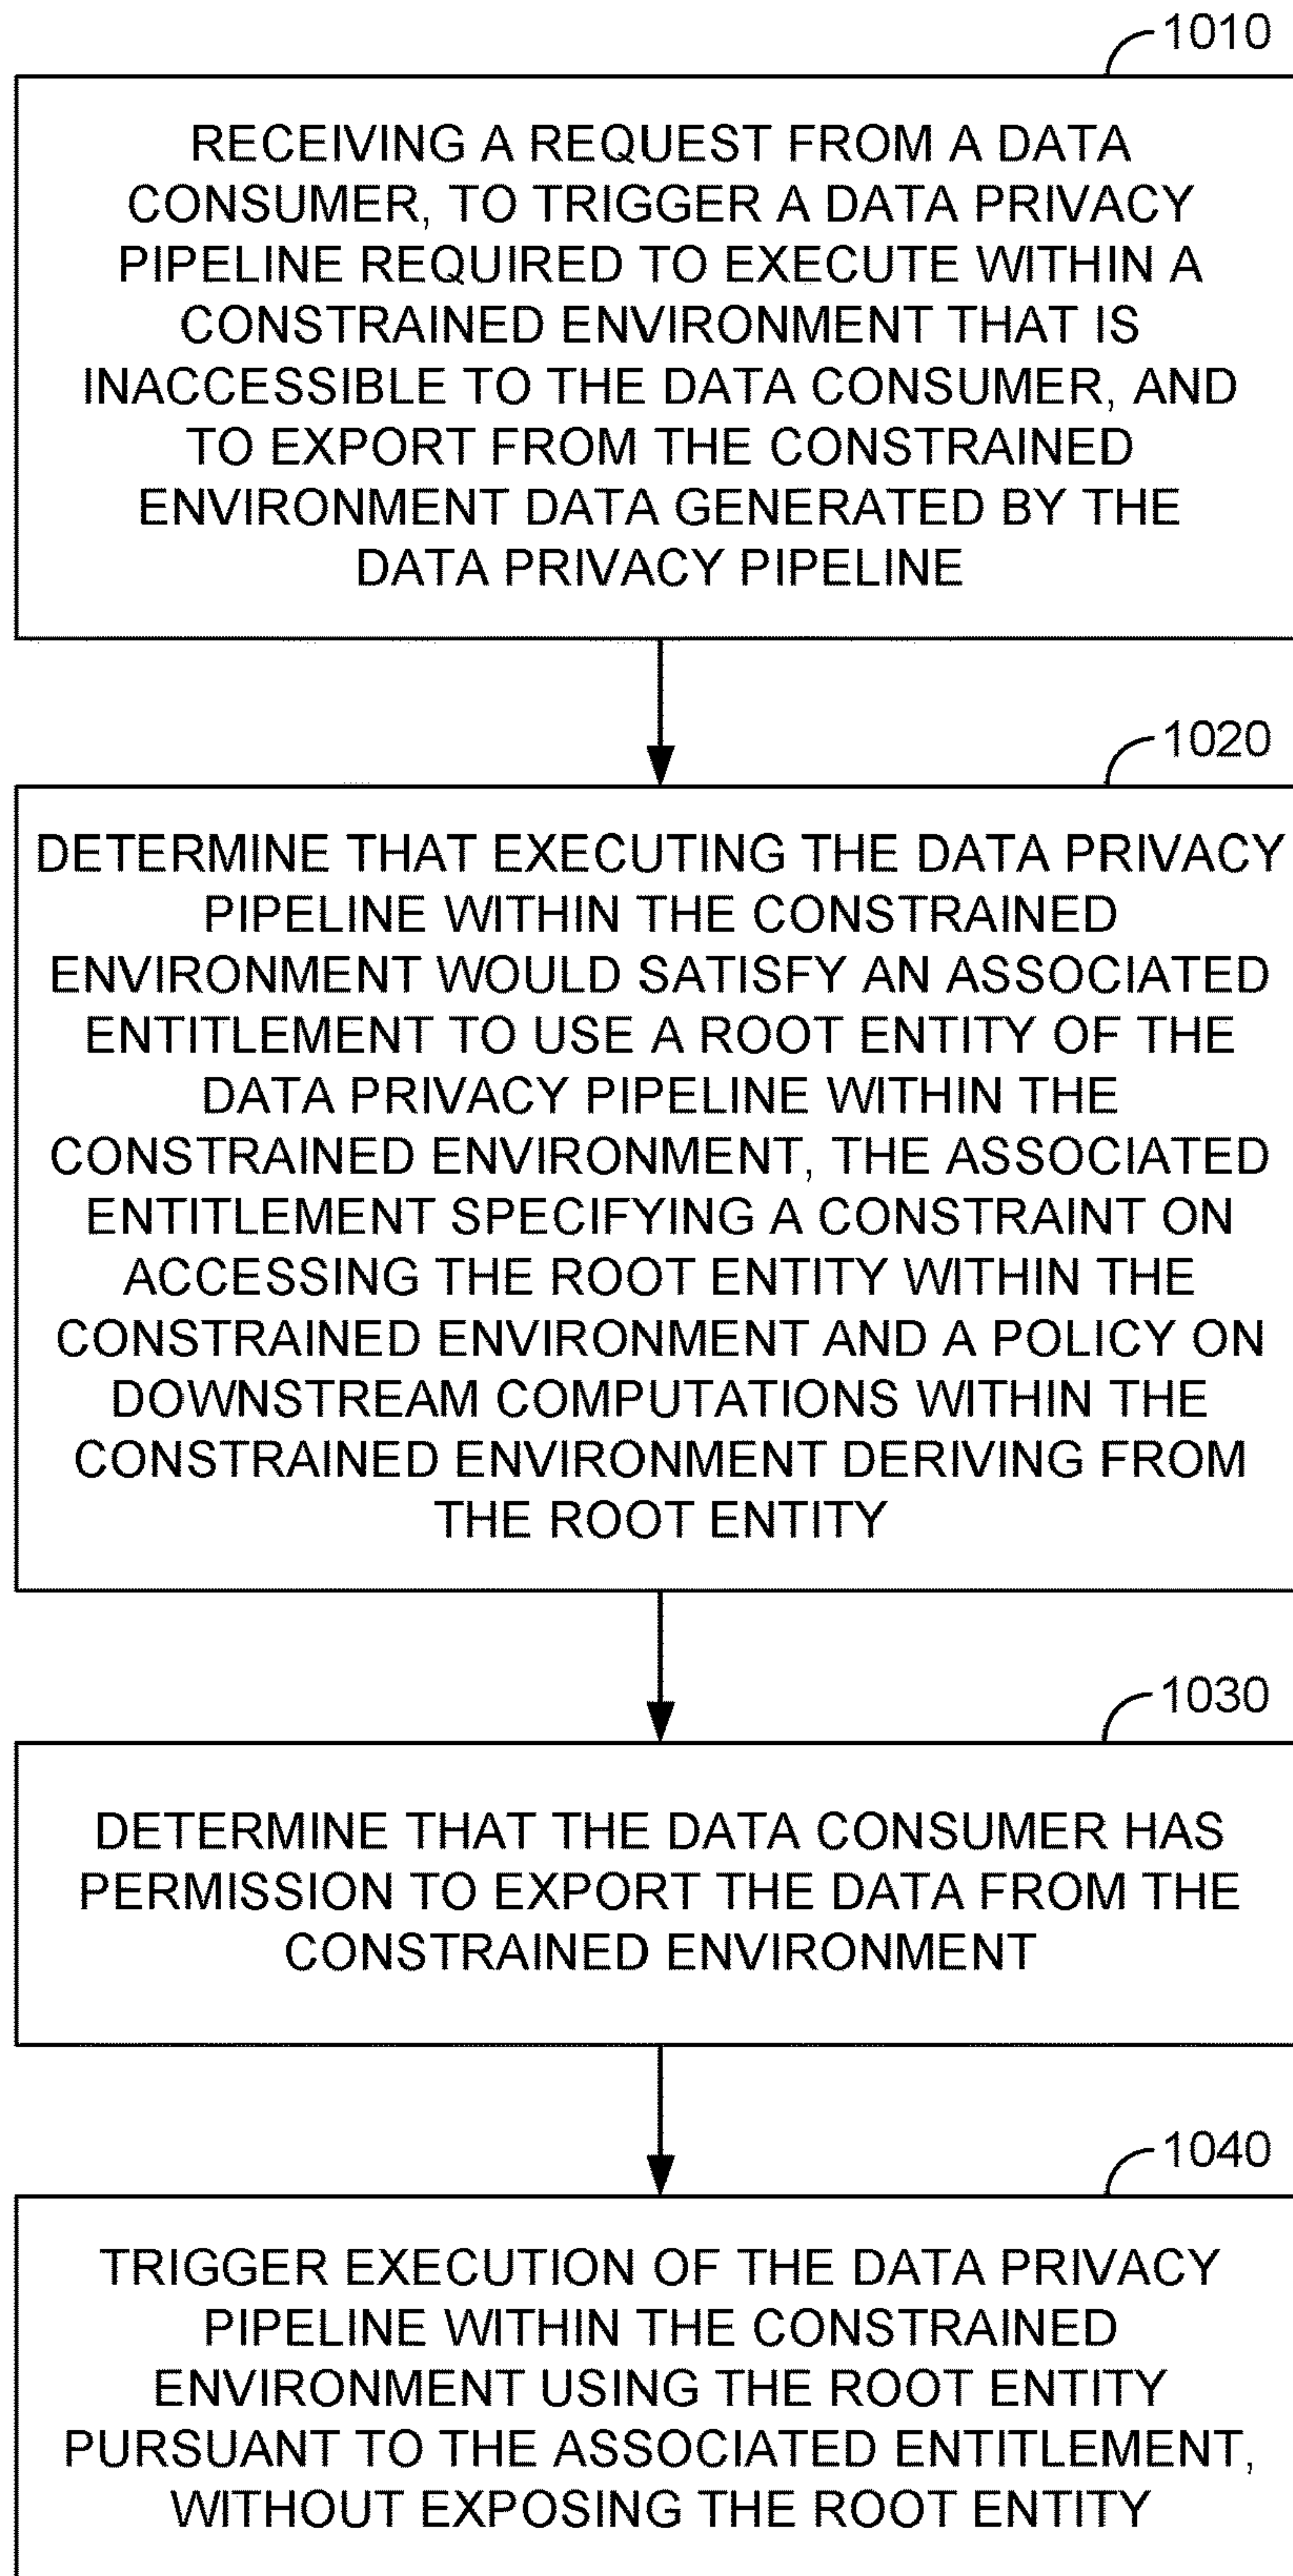 1010
RECEIVING A REQUEST FROM A DATA
CONSUMER, TO TRIGGER A DATA PRIVACY
PIPELINE REQUIRED TO EXECUTE WITHIN A
CONSTRAINED ENVIRONMENT THAT IS
INACCESSIBLE TO THE DATA CONSUMER, AND
TO EXPORT FROM THE CONSTRAINED
ENVIRONMENT DATA GENERATED BY THE
DATA PRIVACY PIPELINE
1020
DETERMINE THAT EXECUTING THE DATA PRIVACY
PIPELINE WITHIN THE CONSTRAINED
ENVIRONMENT WOULD SATISFY AN ASSOCIATED
ENTITLEMENT TO USE A ROOT ENTITY OF THE
DATA PRIVACY PIPELINE WITHIN THE
CONSTRAINED ENVIRONMENT, THE ASSOCIATED
ENTITLEMENT SPECIFYING A CONSTRAINT ON
ACCESSING THE ROOT ENTITY WITHIN THE
CONSTRAINED ENVIRONMENT AND A POLICY ON
DOWNSTREAM COMPUTATIONS WITHIN THE
CONSTRAINED ENVIRONMENT DERIVING FROM
THE ROOT ENTITY
1030
DETERMINE THAT THE DATA CONSUMER HAS
PERMISSION TO EXPORT THE DATA FROM THE
CONSTRAINED ENVIRONMENT
1040
TRIGGER EXECUTION OF THE DATA PRIVACY
PIPELINE WITHIN THE CONSTRAINED
ENVIRONMENT USING THE ROOT ENTITY
PURSUANT TO THE ASSOCIATED ENTITLEMENT,
WITHOUT EXPOSING THE ROOT ENTITY